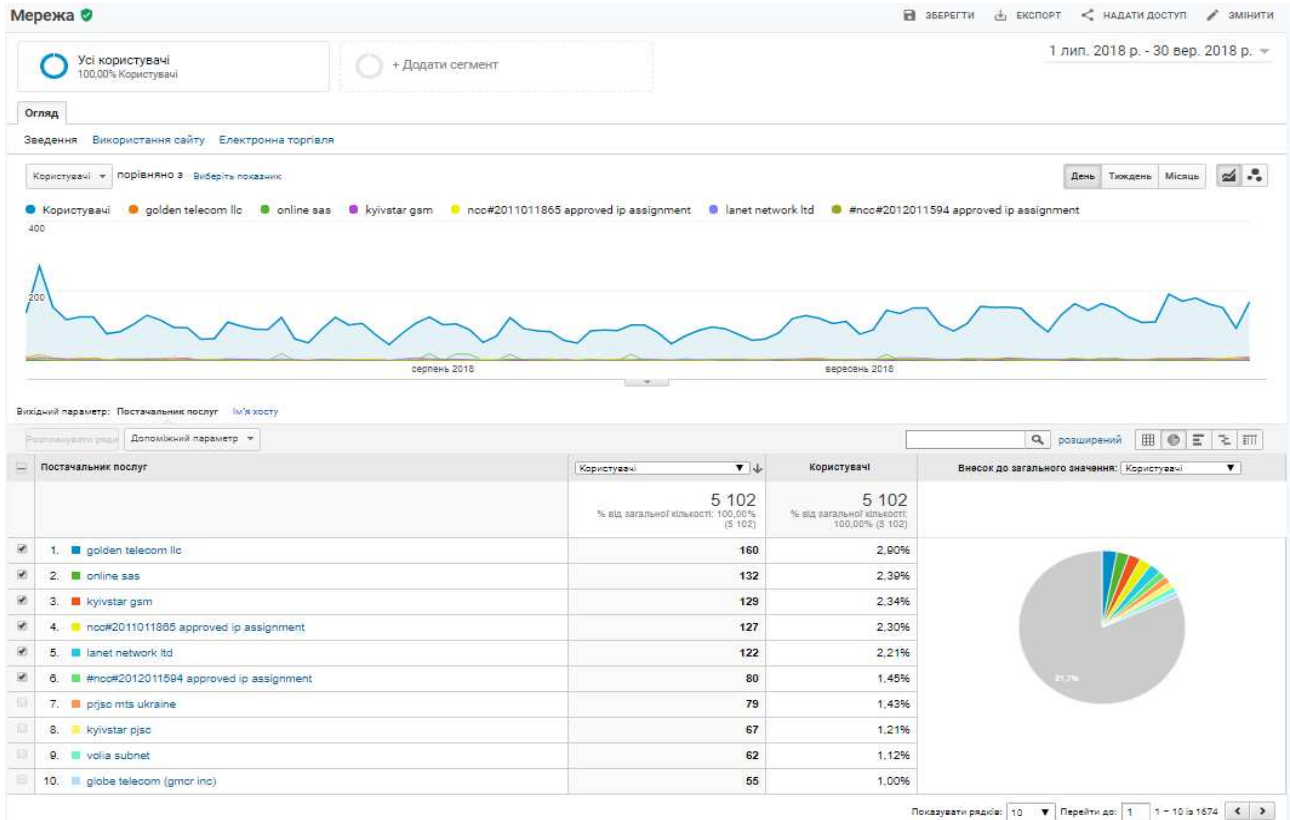 Мережа
ЗБЕРЕГТИ ЕКСПОРТ НАДАТИ ДОСТУП ЗМІНИТИ
Усі користувачі
100,00% Користувачі
+ Додати сегмент
1 лип. 2018 р. - 30 вер. 2018 р.
Огляд
Зведення Використання сайту Електронна торгівля
Користувачі порівняно з Виберіть показник
День Тиждень Місяць
Користувачі golden telecom llc online sas kyivstar gsm ncc#2011011865 approved ip assignment lanet network ltd #ncc#2012011594 approved ip assignment
400
200
серпень 2018 вересень 2018
Вихідний параметр: Постачальник послуг Ім'я хосту
Допоміжний параметр розширений
Постачальник послуг Користувачі Користувачі Внесок до загального значення: Користувачі
5 102 5 102
% від загальної кількості: 100,00% (5 102) % від загальної кількості: 100,00% (5 102)
1. golden telecom llc 160 2,90%
2. online sas 132 2,39%
3. kyivstar gsm 129 2,34%
4. ncc#2011011865 approved ip assignment 127 2,30%
5. lanet network ltd 122 2,21%
6. #ncc#2012011594 approved ip assignment 80 1,45%
7. prjsc mts ukraine 79 1,43%
8. kyivstar pjsc 67 1,21%
9. volia subnet 62 1,12%
10. globe telecom (gmcr inc) 55 1,00%
81,7%
Показувати рядків: 10 Перейти до: 1 1 – 10 із 1674